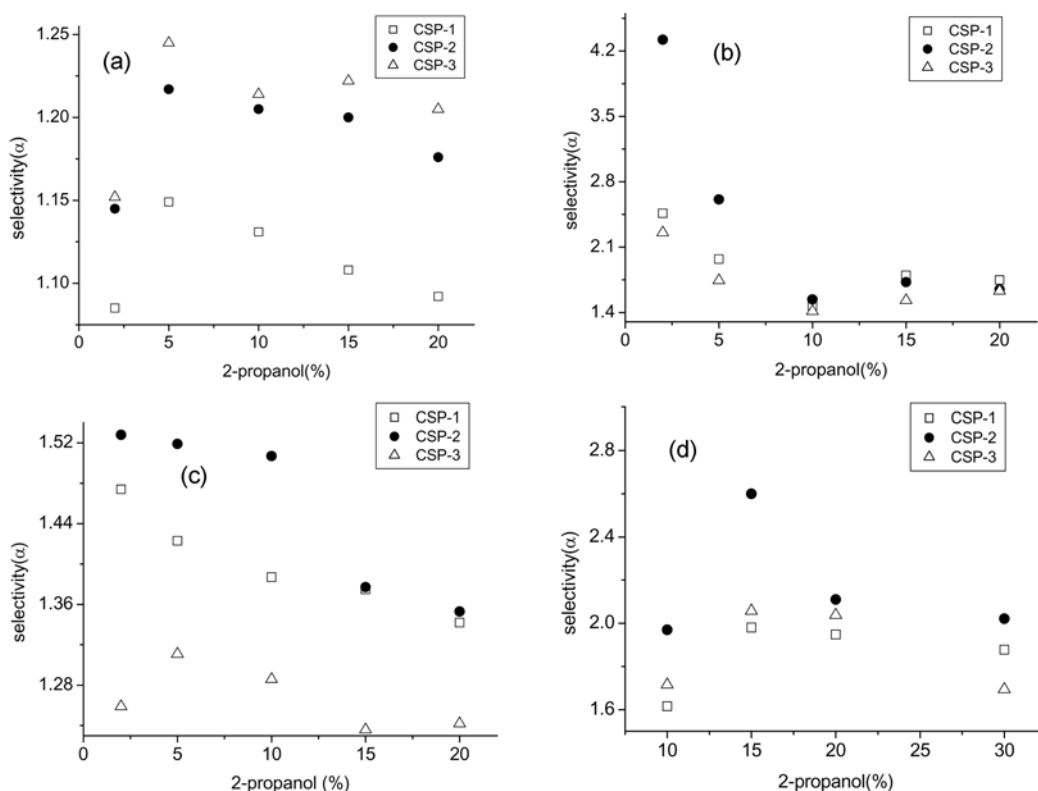 (a)
CSP-1
CSP-2
CSP-3
1.25
1.20
1.15
1.10
selectivity(α)
0 5 10 15 20
2-propanol(%)
(b)
CSP-1
CSP-2
CSP-3
4.2
3.5
2.8
2.1
1.4
selectivity(α)
0 5 10 15 20
2-propanol(%)
(c)
CSP-1
CSP-2
CSP-3
1.52
1.44
1.36
1.28
selectivity(α)
0 5 10 15 20
2-propanol (%)
(d)
CSP-1
CSP-2
CSP-3
2.8
2.4
2.0
1.6
selectivity(α)
10 15 20 25 30
2-propanol(%)